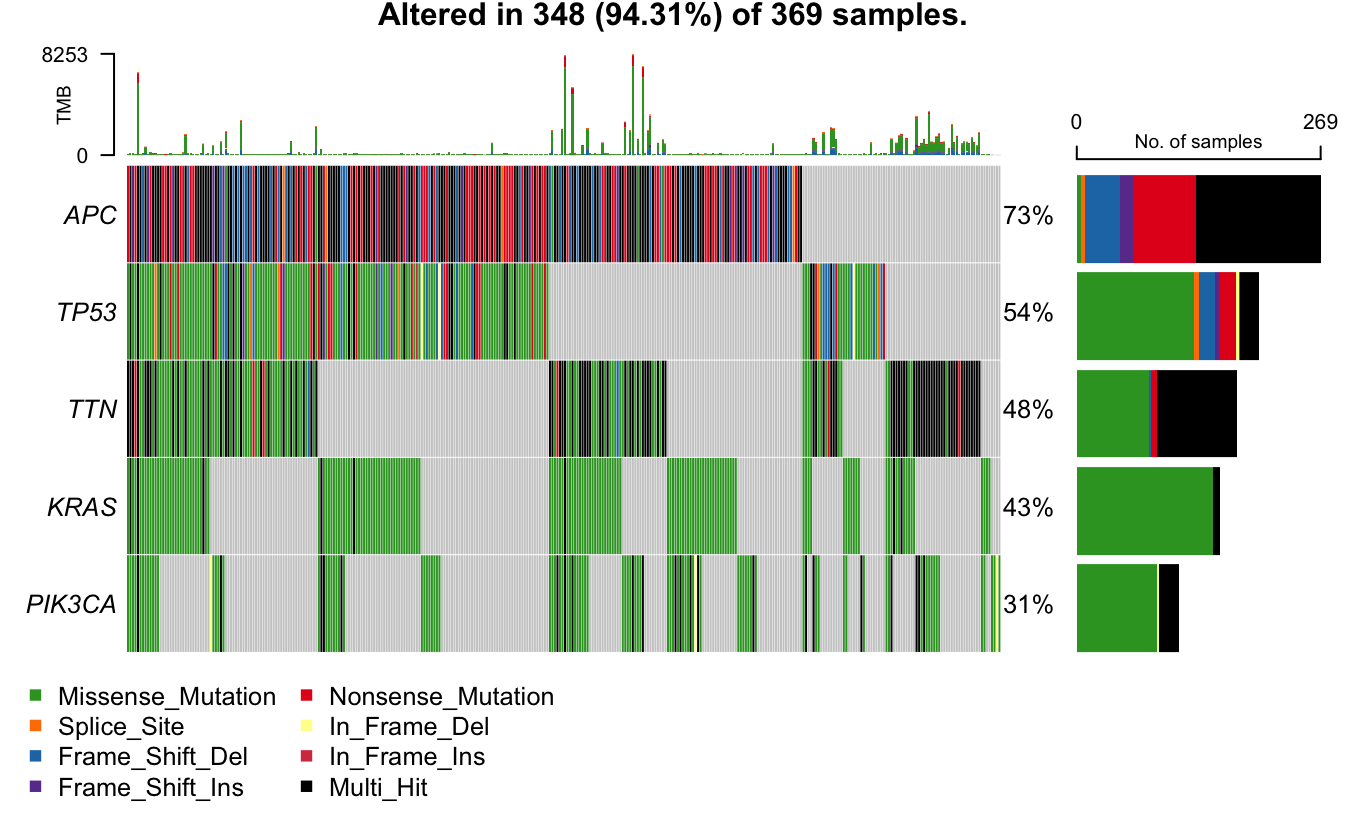 Altered in 348 (94.31%) of 369 samples.
8253
TMB
0
0 269
No. of samples
APC 73%
TP53 54%
TTN 48%
KRAS 43%
PIK3CA 31%
Missense_Mutation Nonsense_Mutation
Splice_Site In_Frame_Del
Frame_Shift_Del In_Frame_Ins
Frame_Shift_Ins Multi_Hit